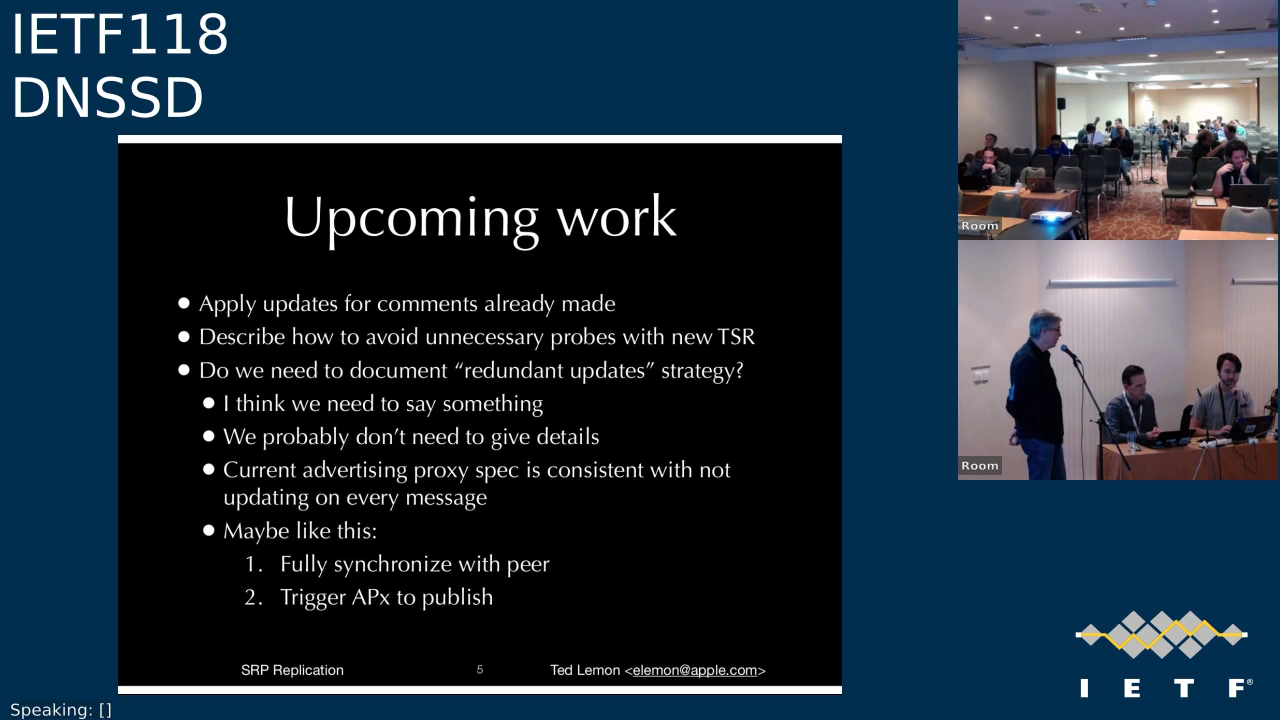 IETF118
DNSSD
Upcoming work
• Apply updates for comments already made
• Describe how to avoid unnecessary probes with new TSR
• Do we need to document “redundant updates” strategy?
• I think we need to say something
• We probably don’t need to give details
• Current advertising proxy spec is consistent with not
updating on every message
• Maybe like this:
1. Fully synchronize with peer
2. Trigger APx to publish
SRP Replication
5
Ted Lemon <elemon@apple.com>
Room
Room
I E T F®
Speaking: []